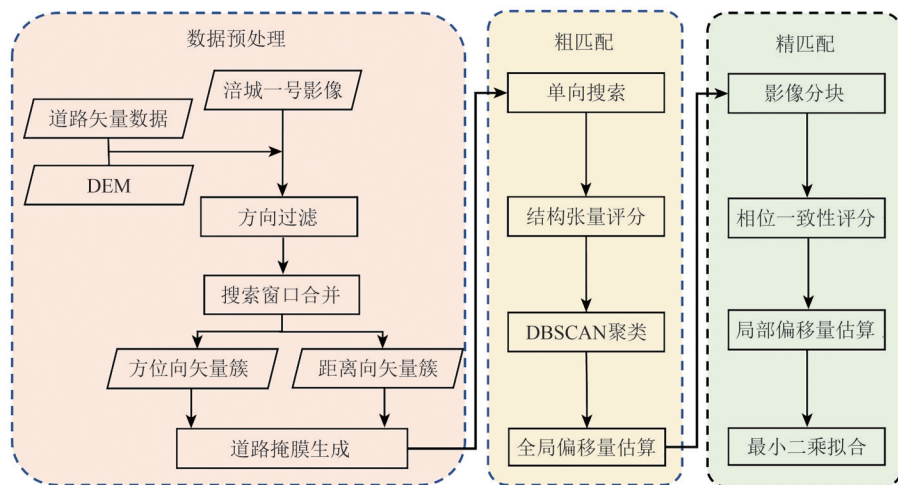 数据预处理
涪城一号影像
道路矢量数据
DEM
方向过滤
搜索窗口合并
方位向矢量簇
距离向矢量簇
道路掩膜生成
粗匹配
单向搜索
结构张量评分
DBSCAN聚类
全局偏移量估算
精匹配
影像分块
相位一致性评分
局部偏移量估算
最小二乘拟合